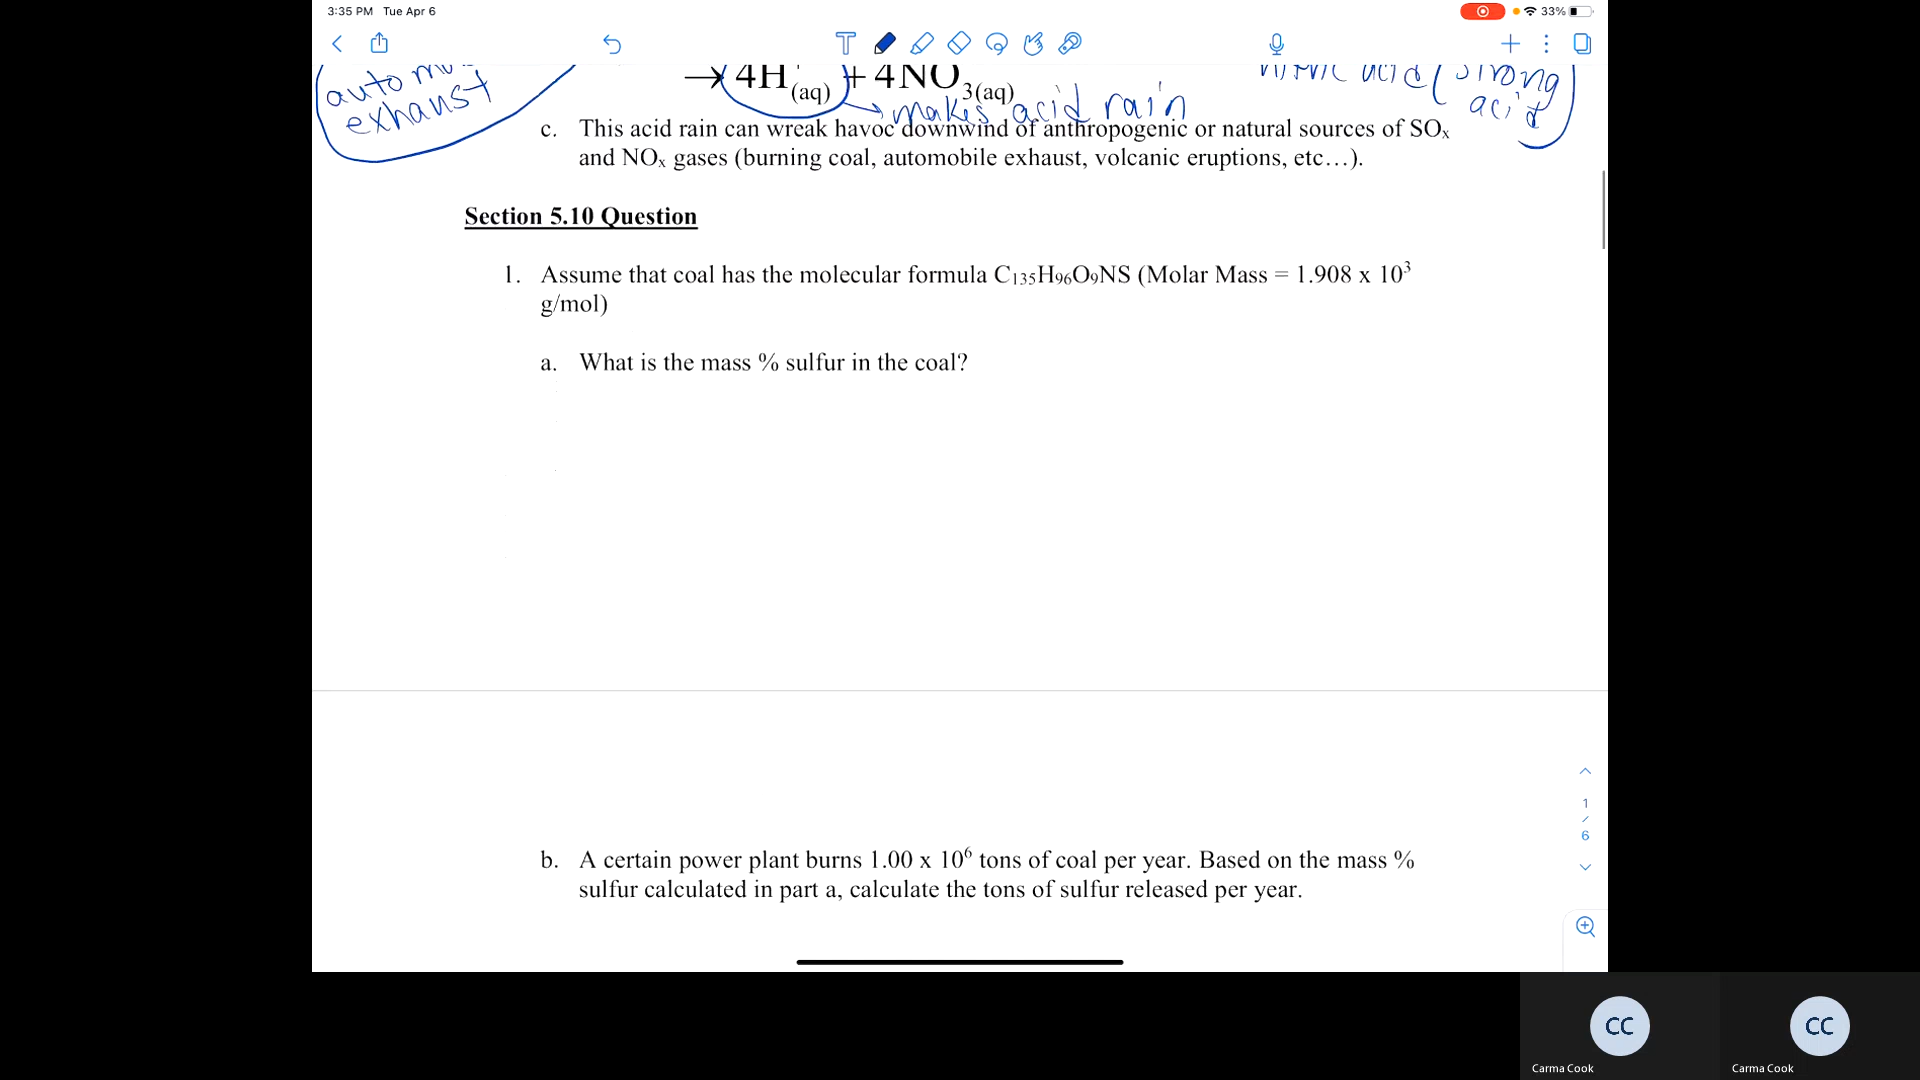 3:35 PM Tue Apr 6
33%
T
auto
exhaust
→ 4H (aq) + 4NO 3(aq)
makes acid rain
nitric acid (strong
acid
c. This acid rain can wreak havoc downwind of anthropogenic or natural sources of SOₓ
and NOₓ gases (burning coal, automobile exhaust, volcanic eruptions, etc…).
Section 5.10 Question
1. Assume that coal has the molecular formula C₁₃₅H₉₆O₉NS (Molar Mass = 1.908 x 10³
g/mol)
a. What is the mass % sulfur in the coal?
1
/
6
b. A certain power plant burns 1.00 x 10⁶ tons of coal per year. Based on the mass %
sulfur calculated in part a, calculate the tons of sulfur released per year.
CC
CC
Carma Cook
Carma Cook